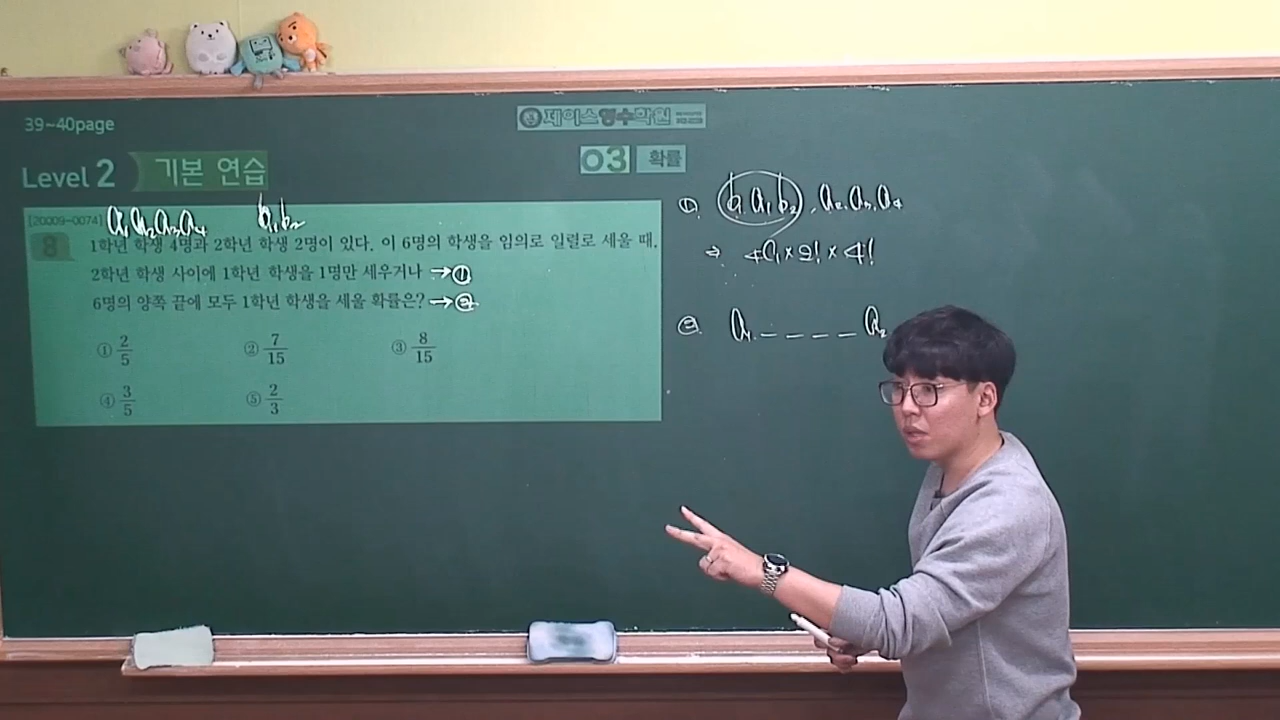 39~40page
제이스영수학원
Level 2 기본 연습
03 확률
[20009-0074]
a₁ a₂ a₃ a₄ b₁ b₂
8
1학년 학생 4명과 2학년 학생 2명이 있다. 이 6명의 학생을 임의로 일렬로 세울 때,
2학년 학생 사이에 1학년 학생을 1명만 세우거나 →①
6명의 양쪽 끝에 모두 1학년 학생을 세울 확률은? →②
① 2/5 ② 7/15 ③ 8/15
④ 3/5 ⑤ 2/3
①. b₁ a₁ b₂, a₂, a₃, a₄
⇒ ₄C₁ × 2! × 4!
②. a₁ _ _ _ _ a₂